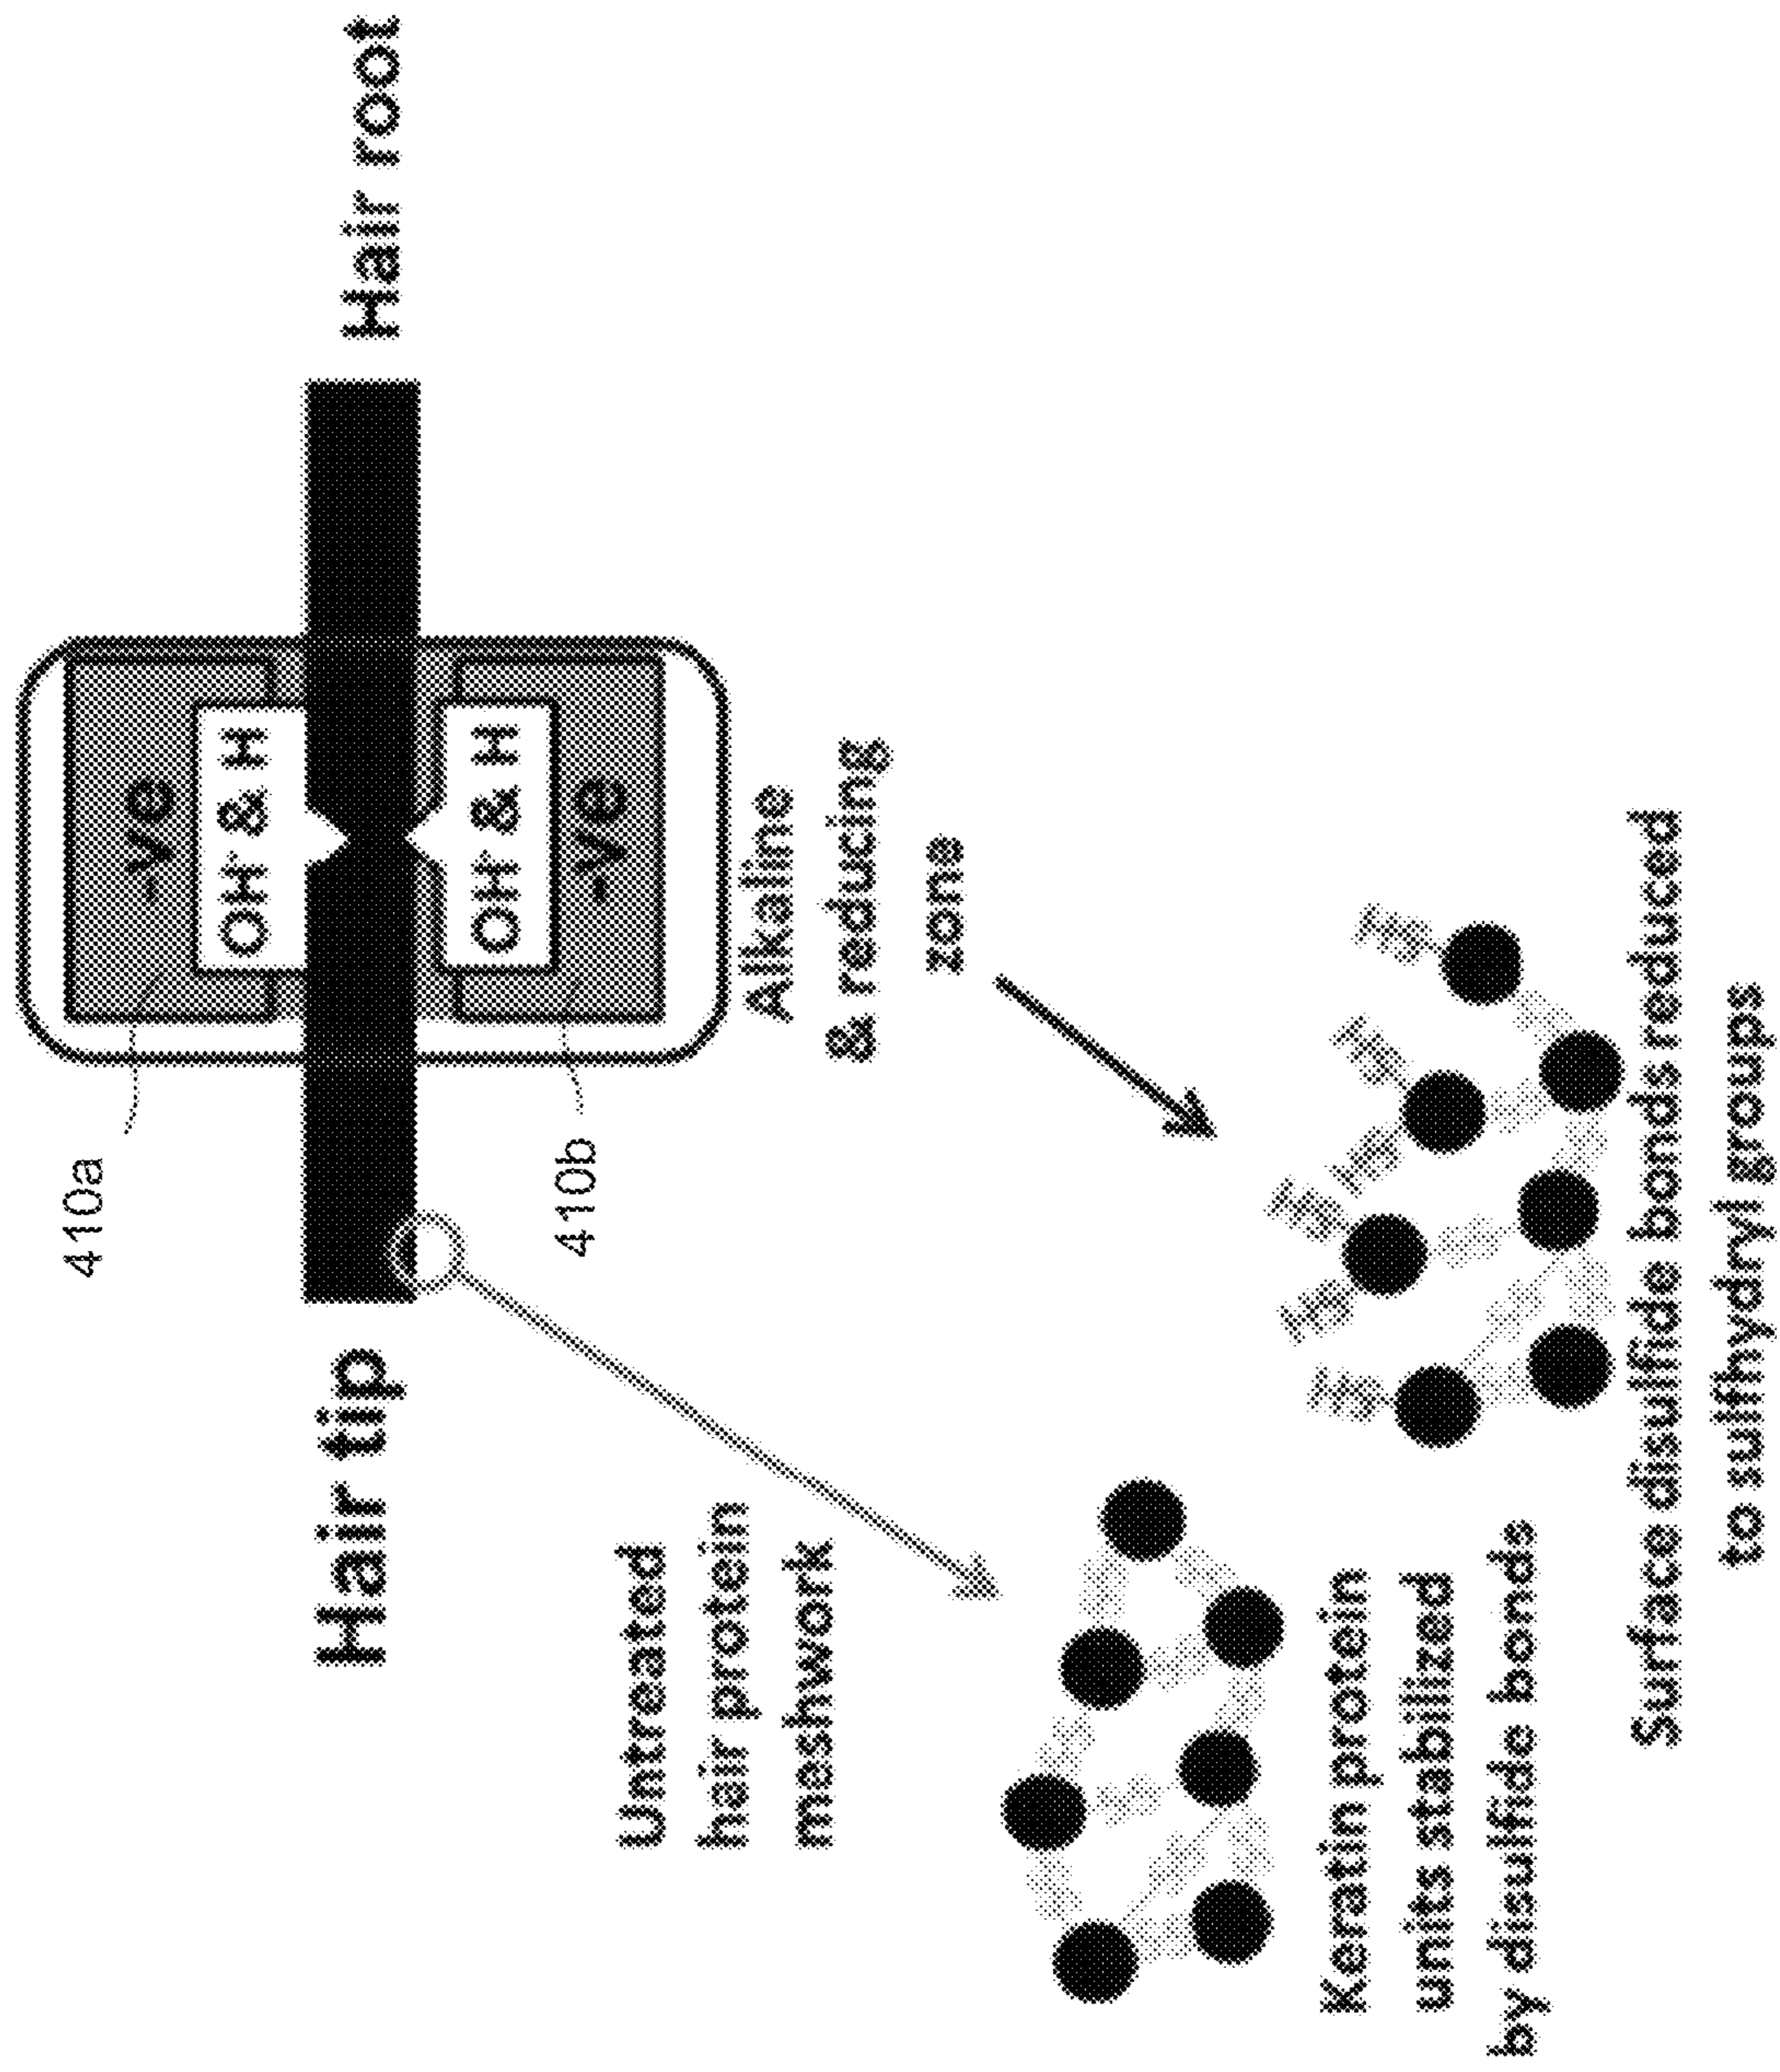 410a
-ve
OH⁻ & H
Hair tip
Hair root
OH⁻ & H
410b
-ve
Alkaline
& reducing
zone
Untreated
hair protein
meshwork
Keratin protein
units stabilized
by disulfide bonds
Surface disulfide bonds reduced
to sulfhydryl groups